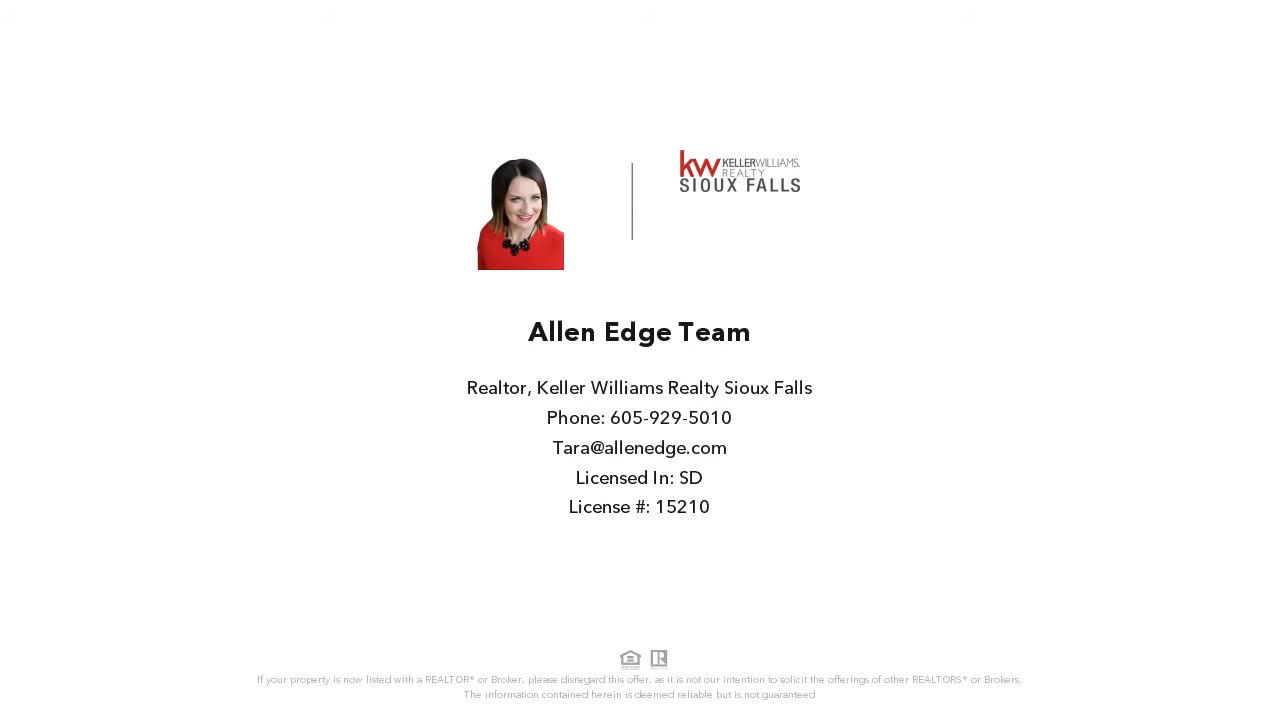 kw KELLERWILLIAMS.
REALTY
SIOUX FALLS
Allen Edge Team
Realtor, Keller Williams Realty Sioux Falls
Phone: 605-929-5010
Tara@allenedge.com
Licensed In: SD
License #: 15210
If your property is now listed with a REALTOR® or Broker, please disregard this offer, as it is not our intention to solicit the offerings of other REALTORS® or Brokers.
The information contained herein is deemed reliable but is not guaranteed